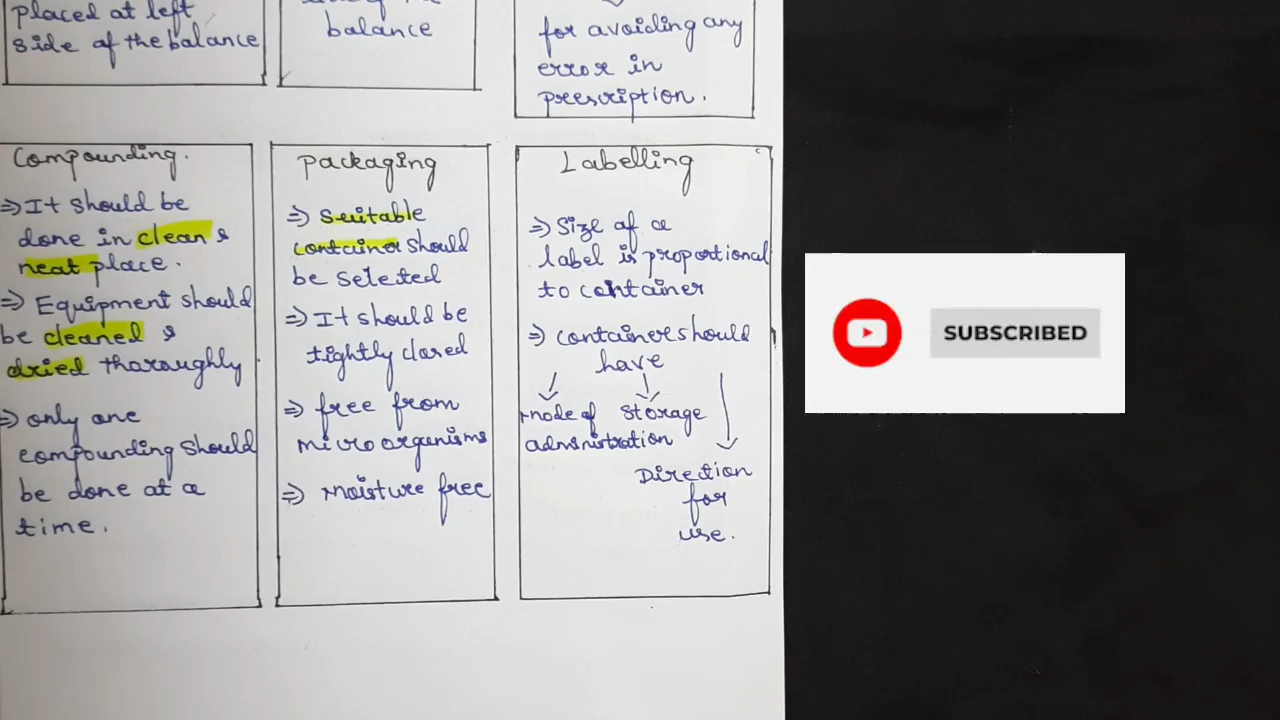 placed at left
side of the balance
balance
for avoiding any
error in
prescription.
Compounding.
⇒ It should be
done in clean &
neat place.
⇒ Equipment should
be cleaned &
dried thoroughly
⇒ only one
compounding should
be done at a
time.
Packaging
⇒ Suitable
container should
be seleted
⇒ It should be
tightly closed
⇒ free from
microorganisms
⇒ Moisture free
Labelling
⇒ Size of a
label is proportional
to container
⇒ container should
have
mode of storage
administration
Direction
for
use.
SUBSCRIBED